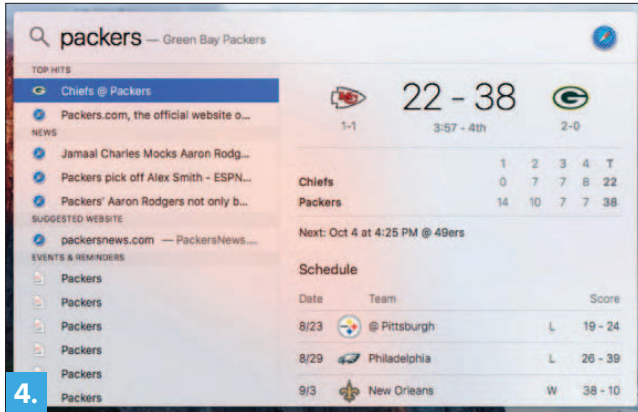 packers — Green Bay Packers
TOP HITS
Chiefs @ Packers
Packers.com, the official website o...
NEWS
Jamaal Charles Mocks Aaron Rodg...
Packers pick off Alex Smith - ESPN...
Packers' Aaron Rodgers not only b...
SUGGESTED WEBSITE
packersnews.com — PackersNews....
EVENTS & REMINDERS
Packers
Packers
Packers
Packers
Packers
Packers
4.
22 - 38
1-1 3:57 - 4th 2-0
1 2 3 4 T
Chiefs 0 7 7 8 22
Packers 14 10 7 7 38
Next: Oct 4 at 4:25 PM @ 49ers
Schedule
Date Team Score
8/23 @ Pittsburgh L 19 - 24
8/29 Philadelphia L 26 - 39
9/3 New Orleans W 38 - 10